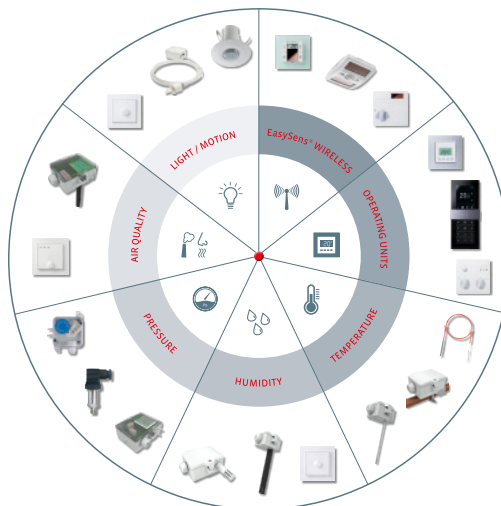 LIGHT / MOTION
EasySens® WIRELESS
OPERATING UNITS
TEMPERATURE
HUMIDITY
PRESSURE
AIR QUALITY